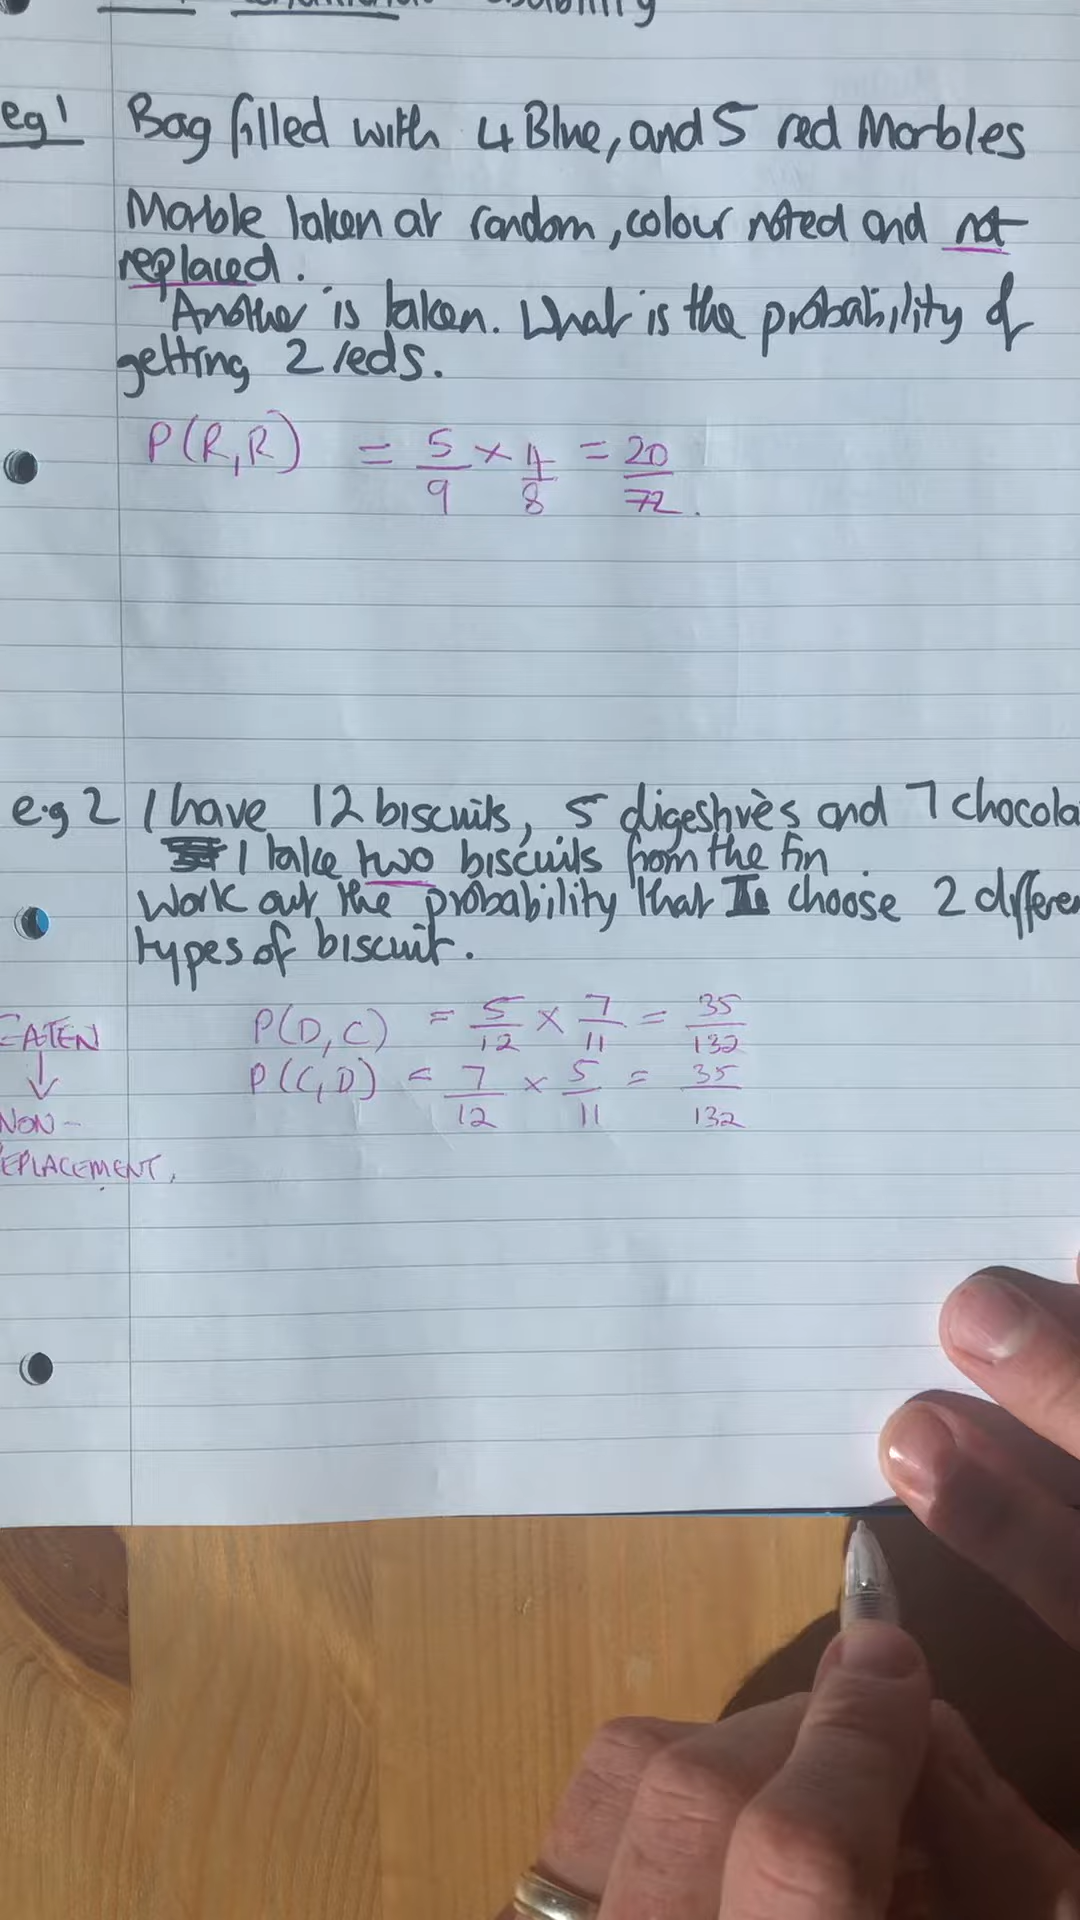 eg 1 Bag filled with 4 Blue, and 5 red Marbles
Marble taken at random, colour noted and not
replaced.
Another is taken. What is the probability of
getting 2 reds.
P(R,R) = 5/9 × 4/8 = 20/72.
e.g 2 I have 12 biscuits, 5 digestives and 7 chocola
I take two biscuits from the tin.
Work out the probability that I choose 2 differen
types of biscuit.
P(D,C) = 5/12 × 7/11 = 35/132
P(C,D) = 7/12 × 5/11 = 35/132
EATEN
↓
NON-
EPLACEMENT.